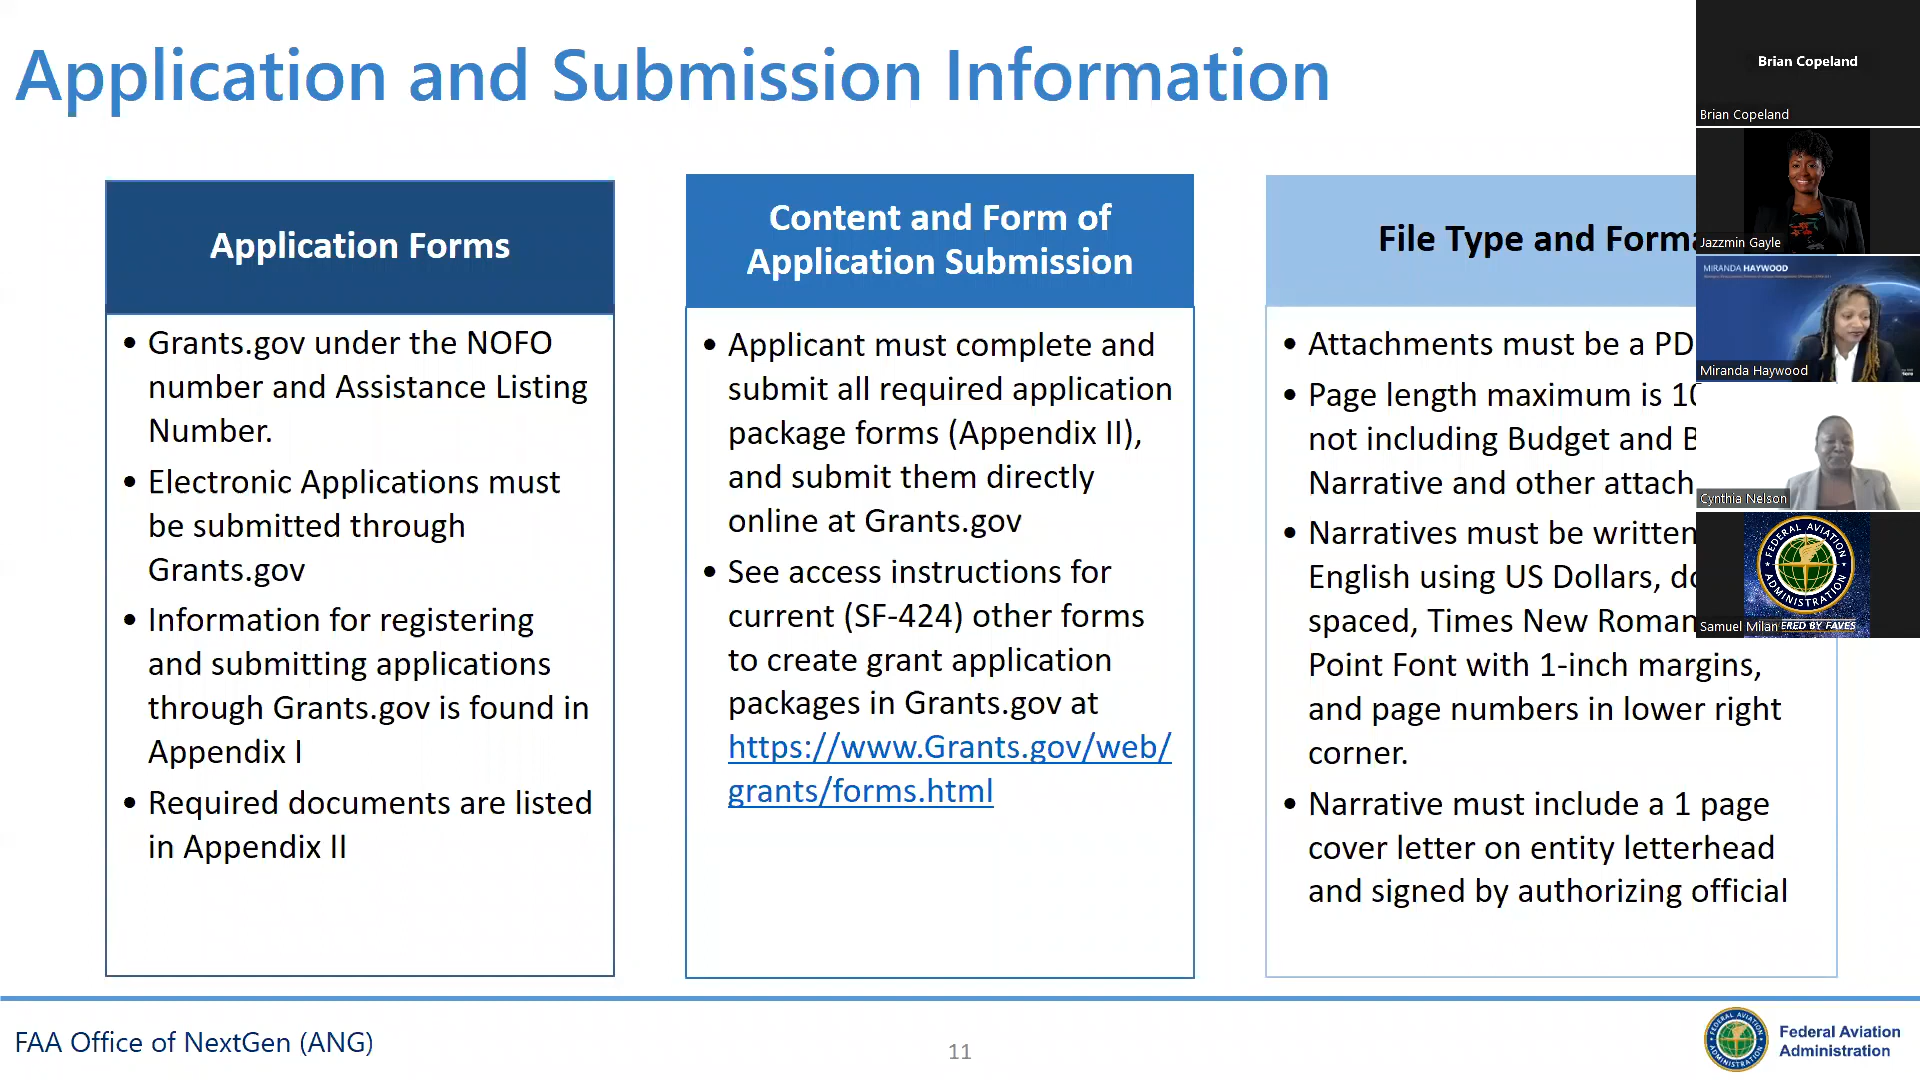 Application and Submission Information
Application Forms
• Grants.gov under the NOFO
number and Assistance Listing
Number.
• Electronic Applications must
be submitted through
Grants.gov
• Information for registering
and submitting applications
through Grants.gov is found in
Appendix I
• Required documents are listed
in Appendix II
Content and Form of
Application Submission
• Applicant must complete and
submit all required application
package forms (Appendix II),
and submit them directly
online at Grants.gov
• See access instructions for
current (SF-424) other forms
to create grant application
packages in Grants.gov at
https://www.Grants.gov/web/
grants/forms.html
File Type and
• Attachments must be a
• Page length maximum is
not including Budget and
Narrative and other
• Narratives must be written
English using US Dollars,
spaced, Times New Roman
Point Font with 1-inch margins,
and page numbers in lower right
corner.
• Narrative must include a 1 page
cover letter on entity letterhead
and signed by authorizing official
Brian Copeland
Brian Copeland
Jazzmin Gayle
MIRANDA HAYWOOD
Miranda Haywood
Cynthia Nelson
FEDERAL AVIATION
ADMINISTRATION
Samuel Milan
BY FAVES
FAA Office of NextGen (ANG)
11
Federal Aviation
Administration